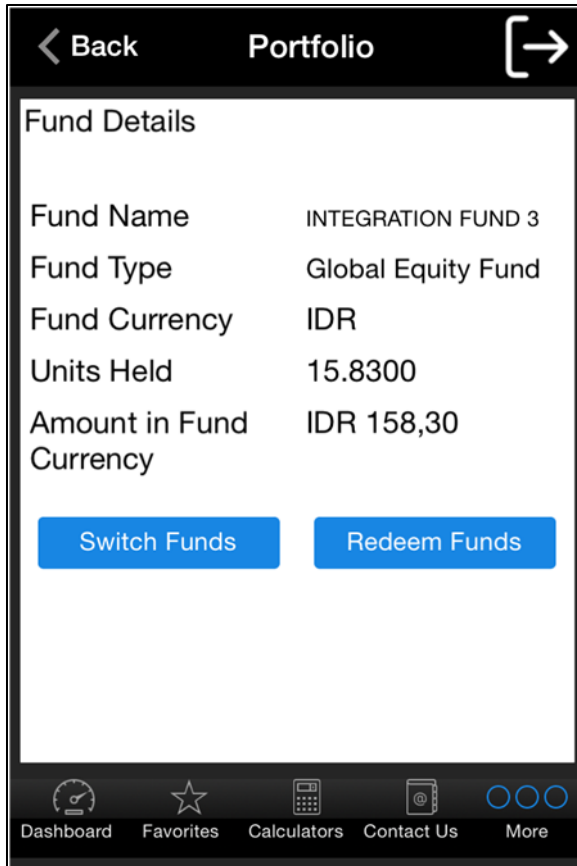 Back Portfolio
Fund Details
Fund Name INTEGRATION FUND 3
Fund Type Global Equity Fund
Fund Currency IDR
Units Held 15.8300
Amount in Fund IDR 158,30
Currency
Switch Funds Redeem Funds
Dashboard Favorites Calculators Contact Us More